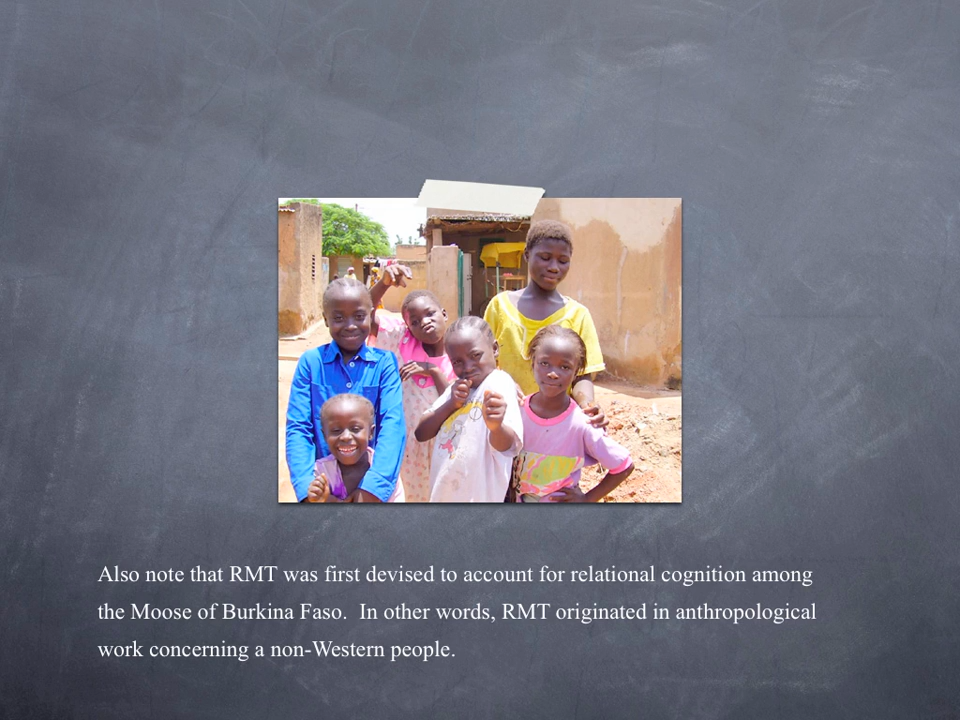 Also note that RMT was first devised to account for relational cognition among
the Moose of Burkina Faso.  In other words, RMT originated in anthropological
work concerning a non-Western people.